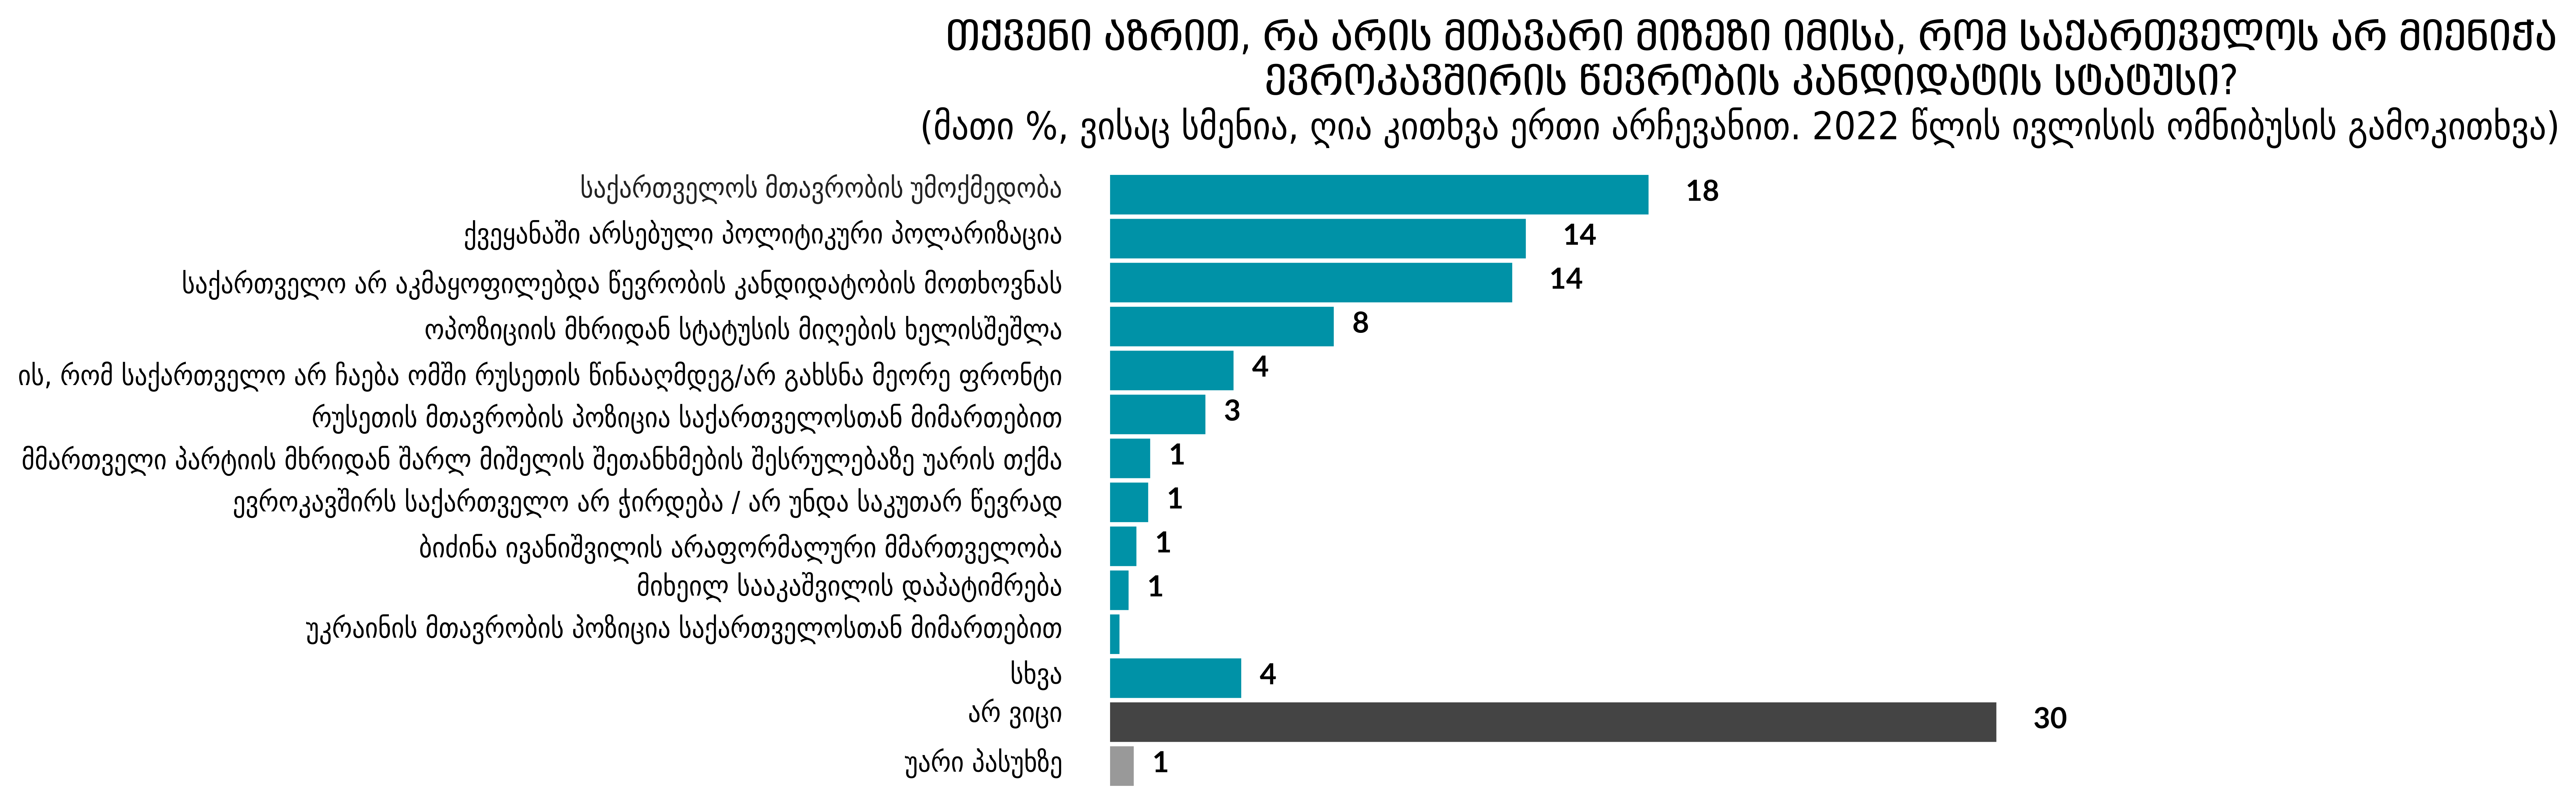 თქვენი აზრით, რა არის მთავარი მიზეზი იმისა, რომ საქართველოს არ მიენიჭა
ევროკავშირის წევრობის კანდიდატის სტატუსი?
(მათი %, ვისაც სმენია, ღია კითხვა ერთი არჩევანით. 2022 წლის ივლისის ომნიბუსის გამოკითხვა)
საქართველოს მთავრობის უმოქმედობა 18
ქვეყანაში არსებული პოლიტიკური პოლარიზაცია 14
საქართველო არ აკმაყოფილებდა წევრობის კანდიდატობის მოთხოვნას 14
ოპოზიციის მხრიდან სტატუსის მიღების ხელისშეშლა 8
ის, რომ საქართველო არ ჩაება ომში რუსეთის წინააღმდეგ/არ გახსნა მეორე ფრონტი 4
რუსეთის მთავრობის პოზიცია საქართველოსთან მიმართებით 3
მმართველი პარტიის მხრიდან შარლ მიშელის შეთანხმების შესრულებაზე უარის თქმა 1
ევროკავშირს საქართველო არ ჭირდება / არ უნდა საკუთარ წევრად 1
ბიძინა ივანიშვილის არაფორმალური მმართველობა 1
მიხეილ სააკაშვილის დაპატიმრება 1
უკრაინის მთავრობის პოზიცია საქართველოსთან მიმართებით
სხვა 4
არ ვიცი 30
უარი პასუხზე 1